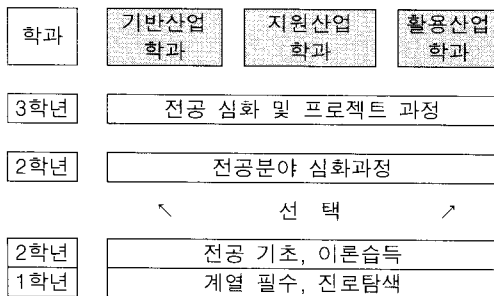 학과 기반산업 학과 지원산업 학과 활용산업 학과
3학년 전공 심화 및 프로젝트 과정
2학년 전공분야 심화과정
↖ 선 택 ↗
2학년 전공 기초, 이론습득
1학년 계열 필수, 진로탐색